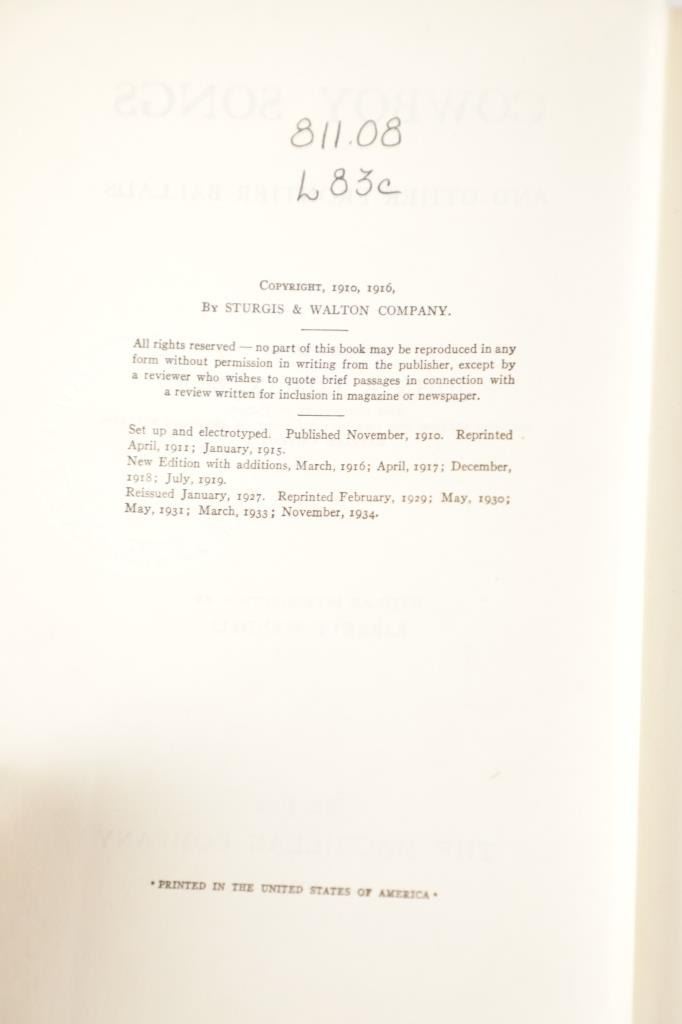 811.08
L83c
COPYRIGHT, 1910, 1916,
BY STURGIS & WALTON COMPANY.
All rights reserved — no part of this book may be reproduced in any
form without permission in writing from the publisher, except by
a reviewer who wishes to quote brief passages in connection with
a review written for inclusion in magazine or newspaper.
Set up and electrotyped. Published November, 1910. Reprinted
April, 1911; January, 1915.
New Edition with additions, March, 1916; April, 1917; December,
1918; July, 1919.
Reissued January, 1927. Reprinted February, 1929; May, 1930;
May, 1931; March, 1933; November, 1934.
· PRINTED IN THE UNITED STATES OF AMERICA ·